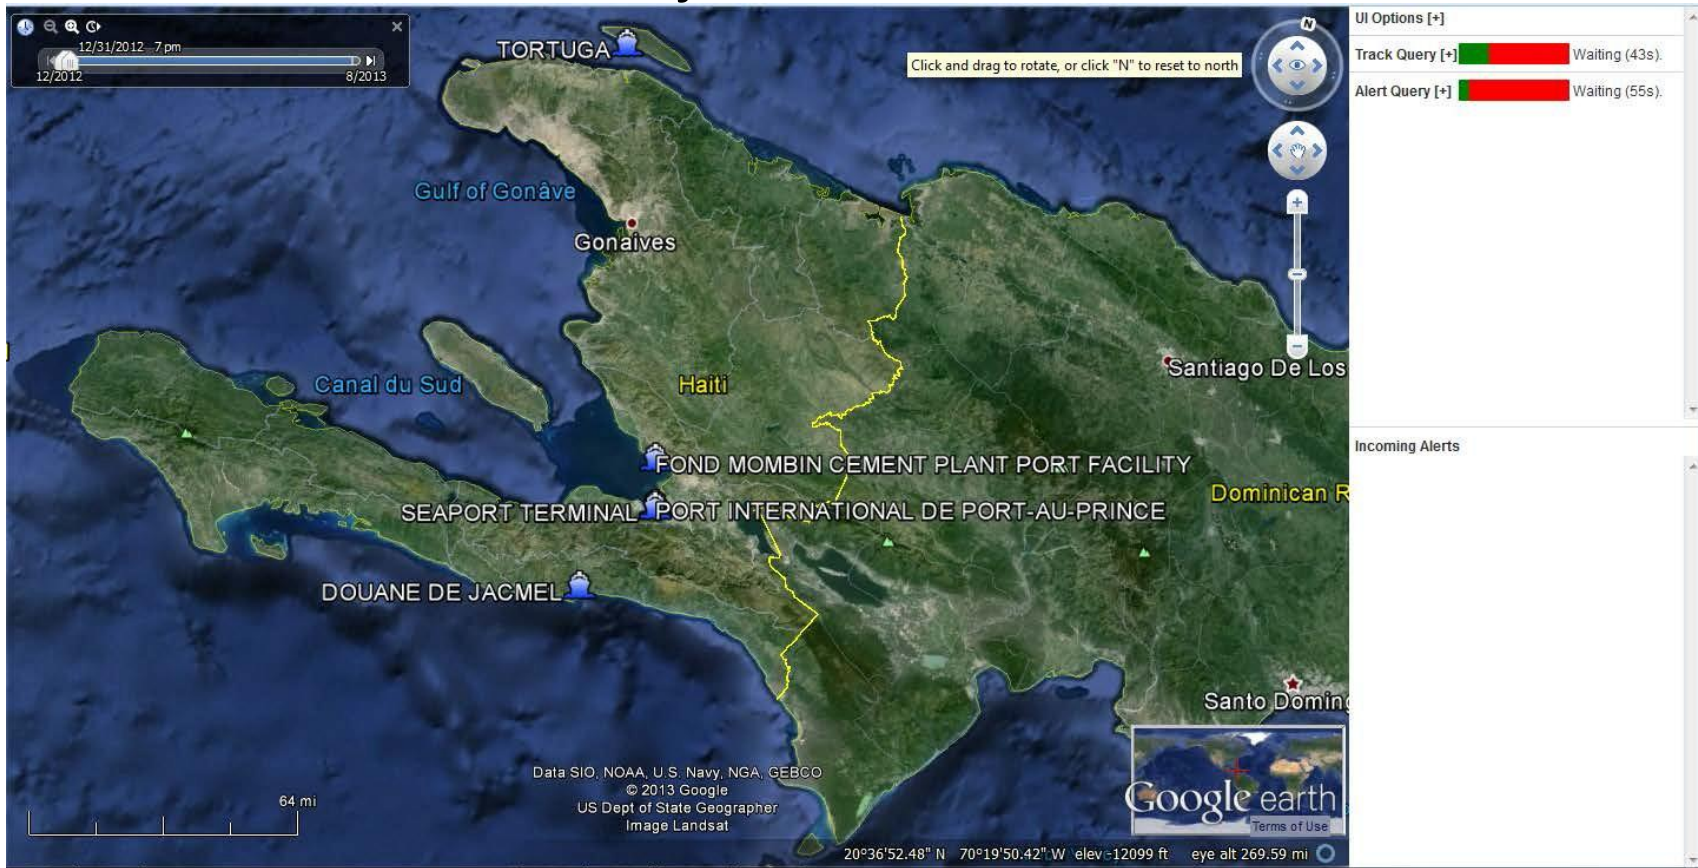 12/31/2012 7 pm
12/2012
8/2013
TORTUGA
Click and drag to rotate, or click "N" to reset to north
N
UI Options [+]
Track Query [+] Waiting (43s).
Alert Query [+] Waiting (55s).
Gulf of Gonâve
Gonaives
Canal du Sud
Haiti
Santiago De Los
FOND MOMBIN CEMENT PLANT PORT FACILITY
Dominican R
SEAPORT TERMINAL
PORT INTERNATIONAL DE PORT-AU-PRINCE
DOUANE DE JACMEL
Santo Doming
Incoming Alerts
Data SIO, NOAA, U.S. Navy, NGA, GEBCO
© 2013 Google
US Dept of State Geographer
Image Landsat
64 mi
Google earth
Terms of Use
20°36'52.48" N 70°19'50.42" W elev -12099 ft eye alt 269.59 mi